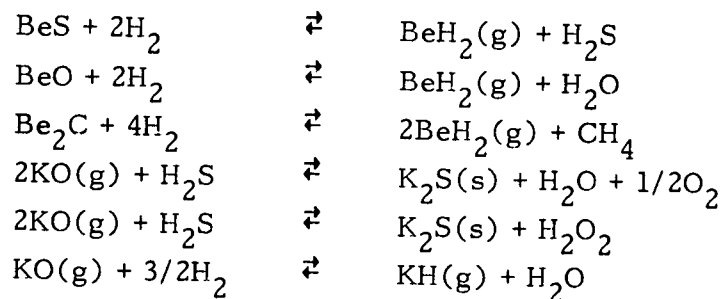 BeS + 2H₂ ⇄ BeH₂(g) + H₂S
BeO + 2H₂ ⇄ BeH₂(g) + H₂O
Be₂C + 4H₂ ⇄ 2BeH₂(g) + CH₄
2KO(g) + H₂S ⇄ K₂S(s) + H₂O + 1/2O₂
2KO(g) + H₂S ⇄ K₂S(s) + H₂O₂
KO(g) + 3/2H₂ ⇄ KH(g) + H₂O